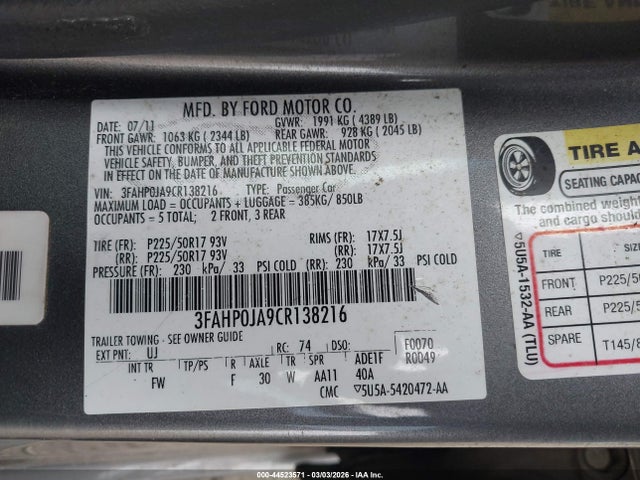 TIRE
MFD. BY FORD MOTOR CO.
DATE: 07/11 GVWR: 1991 KG ( 4389 LB)
FRONT GAWR: 1063 KG ( 2344 LB) REAR GAWR: 928 KG ( 2045 LB)
THIS VEHICLE CONFORMS TO ALL APPLICABLE FEDERAL MOTOR
VEHICLE SAFETY, BUMPER, AND THEFT PREVENTION STANDARDS
IN EFFECT ON THE DATE OF MANUFACTURE SHOWN ABOVE.
VIN: 3FAHP0JA9CR138216 TYPE: Passenger Car
MAXIMUM LOAD = OCCUPANTS + LUGGAGE = 385KG/ 850LB
OCCUPANTS = 5 TOTAL; 2 FRONT, 3 REAR
TIRE (FR): P225/50R17 93V RIMS (FR): 17X7.5J
(RR): P225/50R17 93V (RR): 17X7.5J
PRESSURE (FR): 230 kPa/ 33 PSI COLD (RR): 230 kPa/ 33 PSI COLD
3FAHP0JA9CR138216
TRAILER TOWING - SEE OWNER GUIDE
EXT PNT: UJ RC: 74 DSO: F0070
R0049
INT TR TP/PS R AXLE TR SPR ADE1F
FW F 30 W AA11 40A
CMC ▽5U5A-5420472-AA
TIRE A
SEATING CAPACITY
The combined weight
and cargo should
TIRE SIZ
FRONT P225/50
REAR P225/5
SPARE T145/8
▽5U5A-1532-AA (TLU)
000-44523571 | 03/03/2026 - IAA Inc.